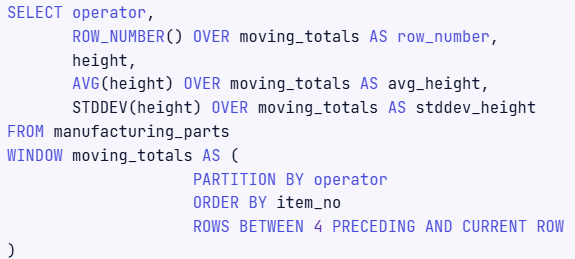 SELECT operator,
       ROW_NUMBER() OVER moving_totals AS row_number,
       height,
       AVG(height) OVER moving_totals AS avg_height,
       STDDEV(height) OVER moving_totals AS stddev_height
FROM manufacturing_parts
WINDOW moving_totals AS (
                    PARTITION BY operator
                    ORDER BY item_no
                    ROWS BETWEEN 4 PRECEDING AND CURRENT ROW
)